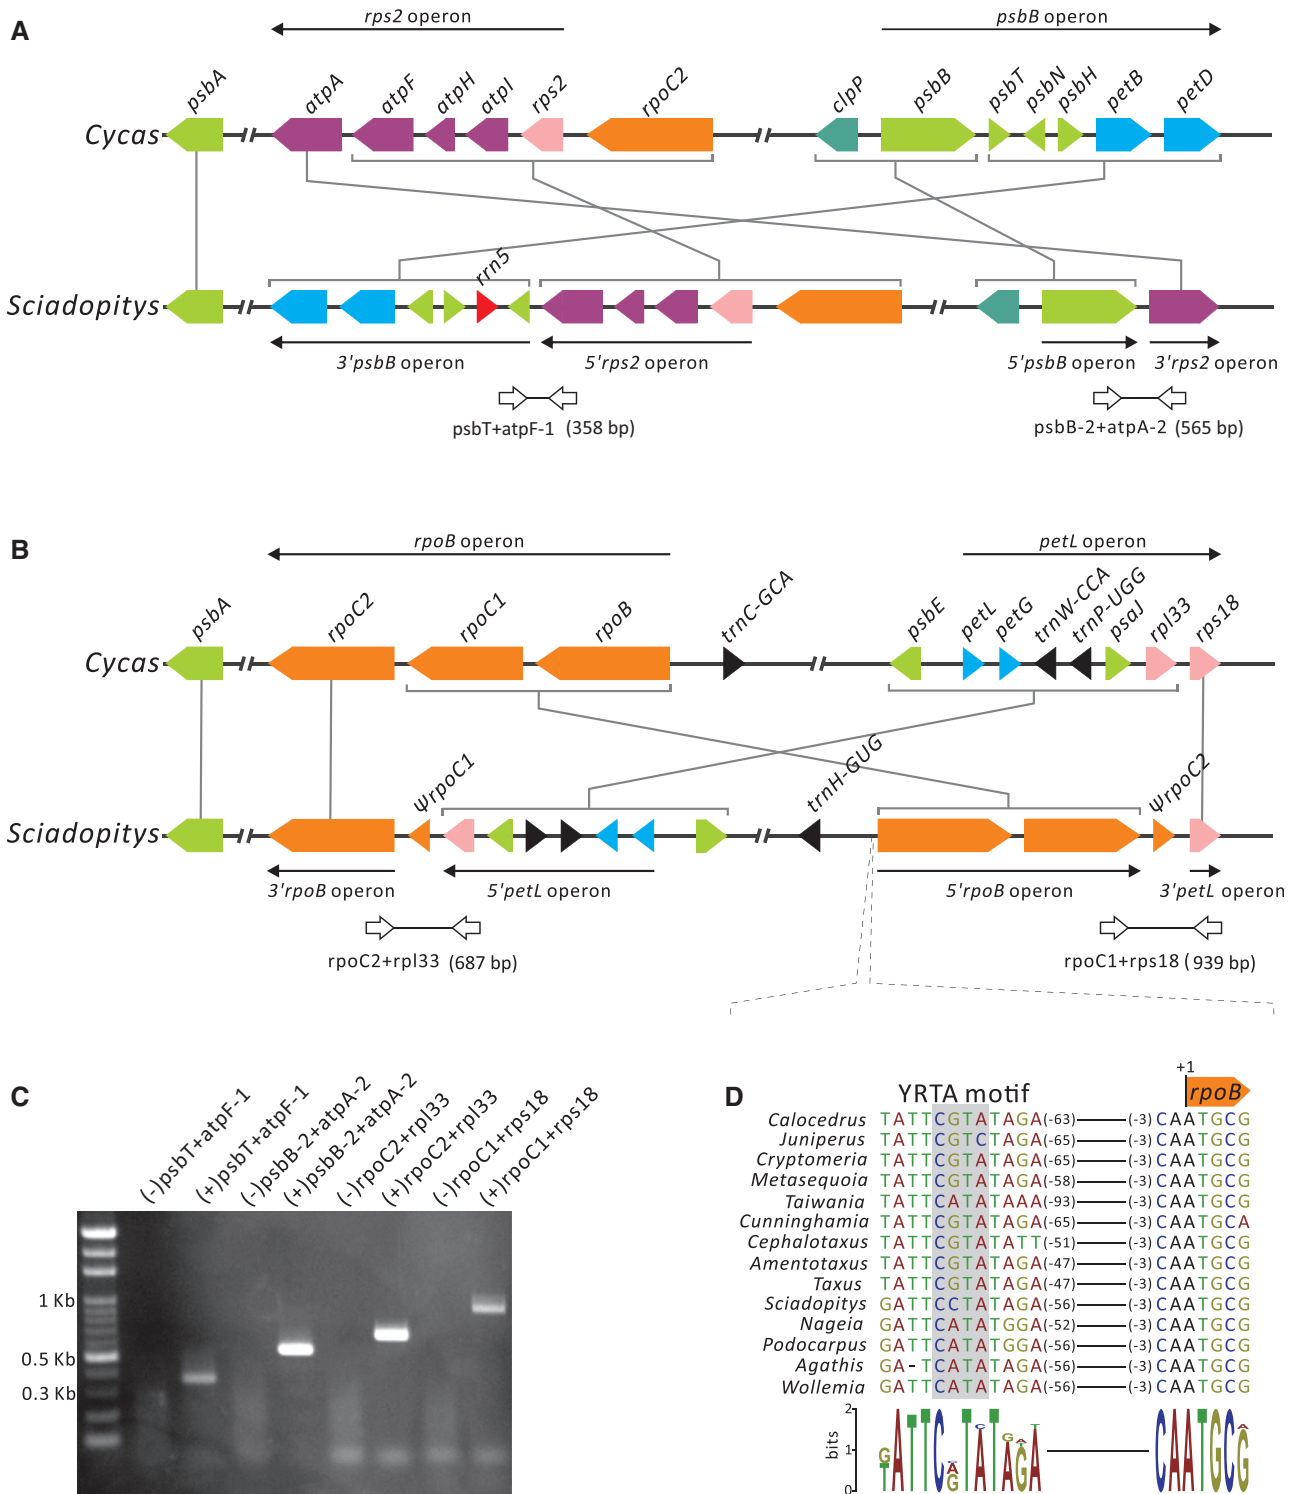 A
rps2 operon
psbB operon
psbA
atpA
atpF
atpH
atpI
rps2
rpoC2
clpP
psbB
psbT
psbN
psbH
petB
petD
Cycas
rrn5
Sciadopitys
3'psbB operon
5'rps2 operon
5'psbB operon
3'rps2 operon
psbT+atpF-1 (358 bp)
psbB-2+atpA-2 (565 bp)
B
rpoB operon
petL operon
psbA
rpoC2
rpoC1
rpoB
trnC-GCA
psbE
petL
petG
trnW-CCA
trnP-UGG
psaJ
rpl33
rps18
Cycas
ΨrpoC1
trnH-GUG
ΨrpoC2
Sciadopitys
3'rpoB operon
5'petL operon
5'rpoB operon
3'petL operon
rpoC2+rpl33 (687 bp)
rpoC1+rps18 (939 bp)
C
(-)psbT+atpF-1
(+)psbT+atpF-1
(-)psbB-2+atpA-2
(+)psbB-2+atpA-2
(-)rpoC2+rpl33
(+)rpoC2+rpl33
(-)rpoC1+rps18
(+)rpoC1+rps18
1 Kb
0.5 Kb
0.3 Kb
D
YRTA motif
+1
rpoB
Calocedrus TATTCGTATAGA(-63) (-3)CAATGCG
Juniperus TATTCGTCTAGA(-65) (-3)CAATGCG
Cryptomeria TATTCGTATAGA(-65) (-3)CAATGCG
Metasequoia TATTCGTATAGA(-58) (-3)CAATGCG
Taiwania TATTCATATAAA(-93) (-3)CAATGCG
Cunninghamia TATTCGTATAGA(-65) (-3)CAATGCA
Cephalotaxus TATTCGTATATT(-51) (-3)CAATGCG
Amentotaxus TATTCGTATAGA(-47) (-3)CAATGCG
Taxus TATTCGTATAGA(-47) (-3)CAATGCG
Sciadopitys GATTCCTATAGA(-56) (-3)CAATGCG
Nageia GATTCATATGGA(-52) (-3)CAATGCG
Podocarpus GATTCATATGGA(-56) (-3)CAATGCG
Agathis GA-TCATATAGA(-56) (-3)CAATGCG
Wollemia GATTCATATAGA(-56) (-3)CAATGCG
2
1
0
bits